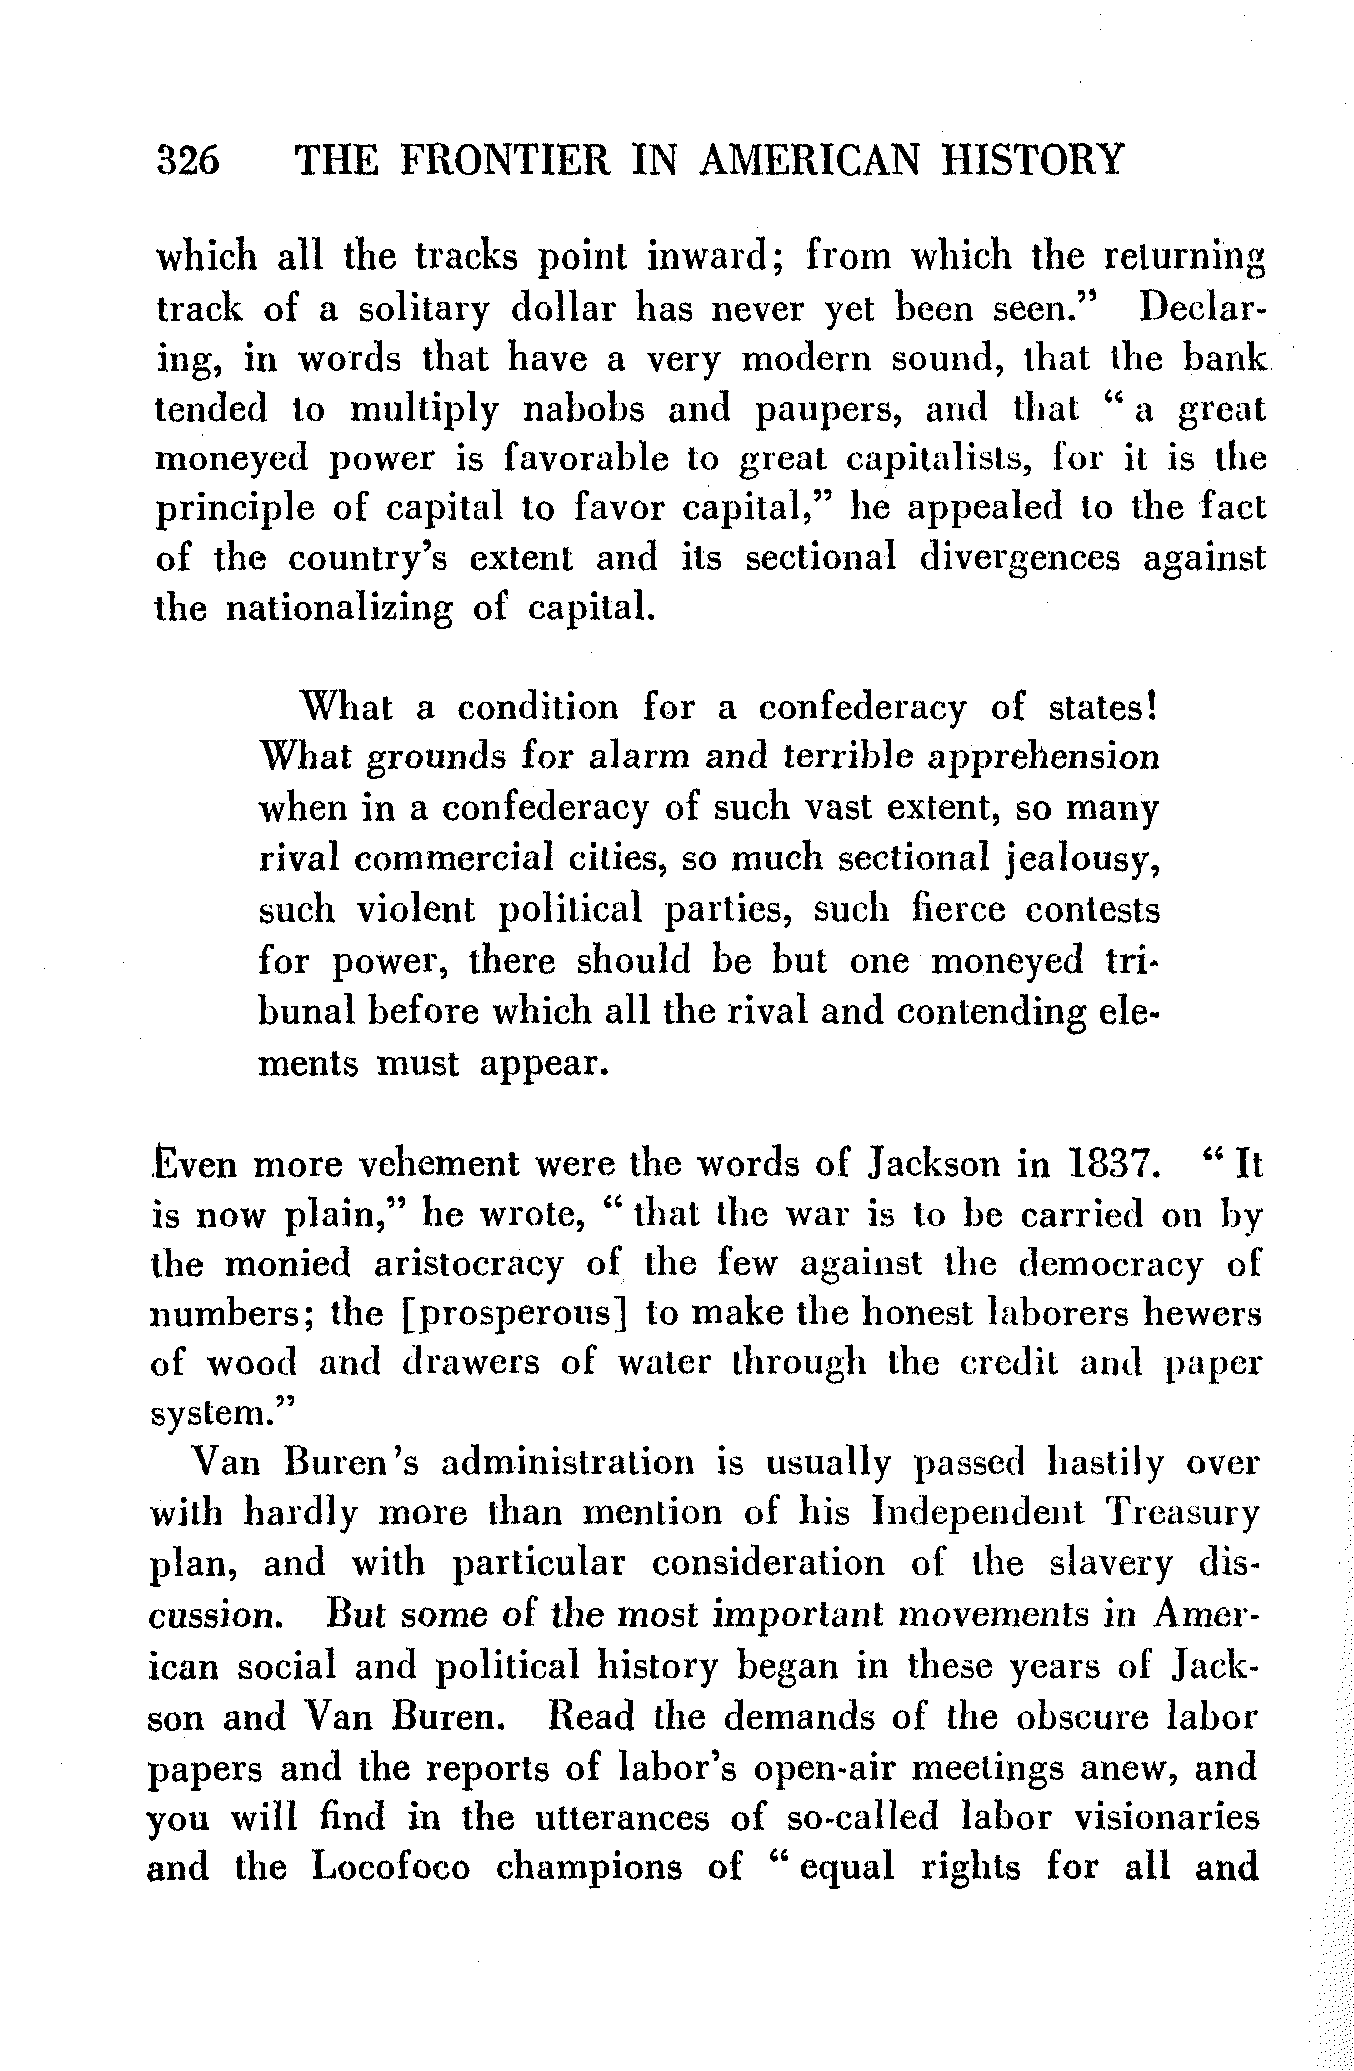 326 THE FRONTIER IN AMERICAN HISTORY
which all the tracks point inward; from which the returning
track of a solitary dollar has never yet been seen.” Declar-
ing, in words that have a very modern sound, that the bank
tended to multiply nabobs and paupers, and that “ a great
moneyed power is favorable to great capitalists, for it is the
principle of capital to favor capital,” he appealed to the fact
of the country’s extent and its sectional divergences against
the nationalizing of capital.
What a condition for a confederacy of states!
What grounds for alarm and terrible apprehension
when in a confederacy of such vast extent, so many
rival commercial cities, so much sectional jealousy,
such violent political parties, such fierce contests
for power, there should be but one moneyed tri-
bunal before which all the rival and contending ele-
ments must appear.
Even more vehement were the words of Jackson in 1837. “ It
is now plain,” he wrote, “ that the war is to be carried on by
the monied aristocracy of the few against the democracy of
numbers; the [prosperous] to make the honest laborers hewers
of wood and drawers of water through the credit and paper
system.”
Van Buren’s administration is usually passed hastily over
with hardly more than mention of his Independent Treasury
plan, and with particular consideration of the slavery dis-
cussion. But some of the most important movements in Amer-
ican social and political history began in these years of Jack-
son and Van Buren. Read the demands of the obscure labor
papers and the reports of labor’s open-air meetings anew, and
you will find in the utterances of so-called labor visionaries
and the Locofoco champions of “ equal rights for all and